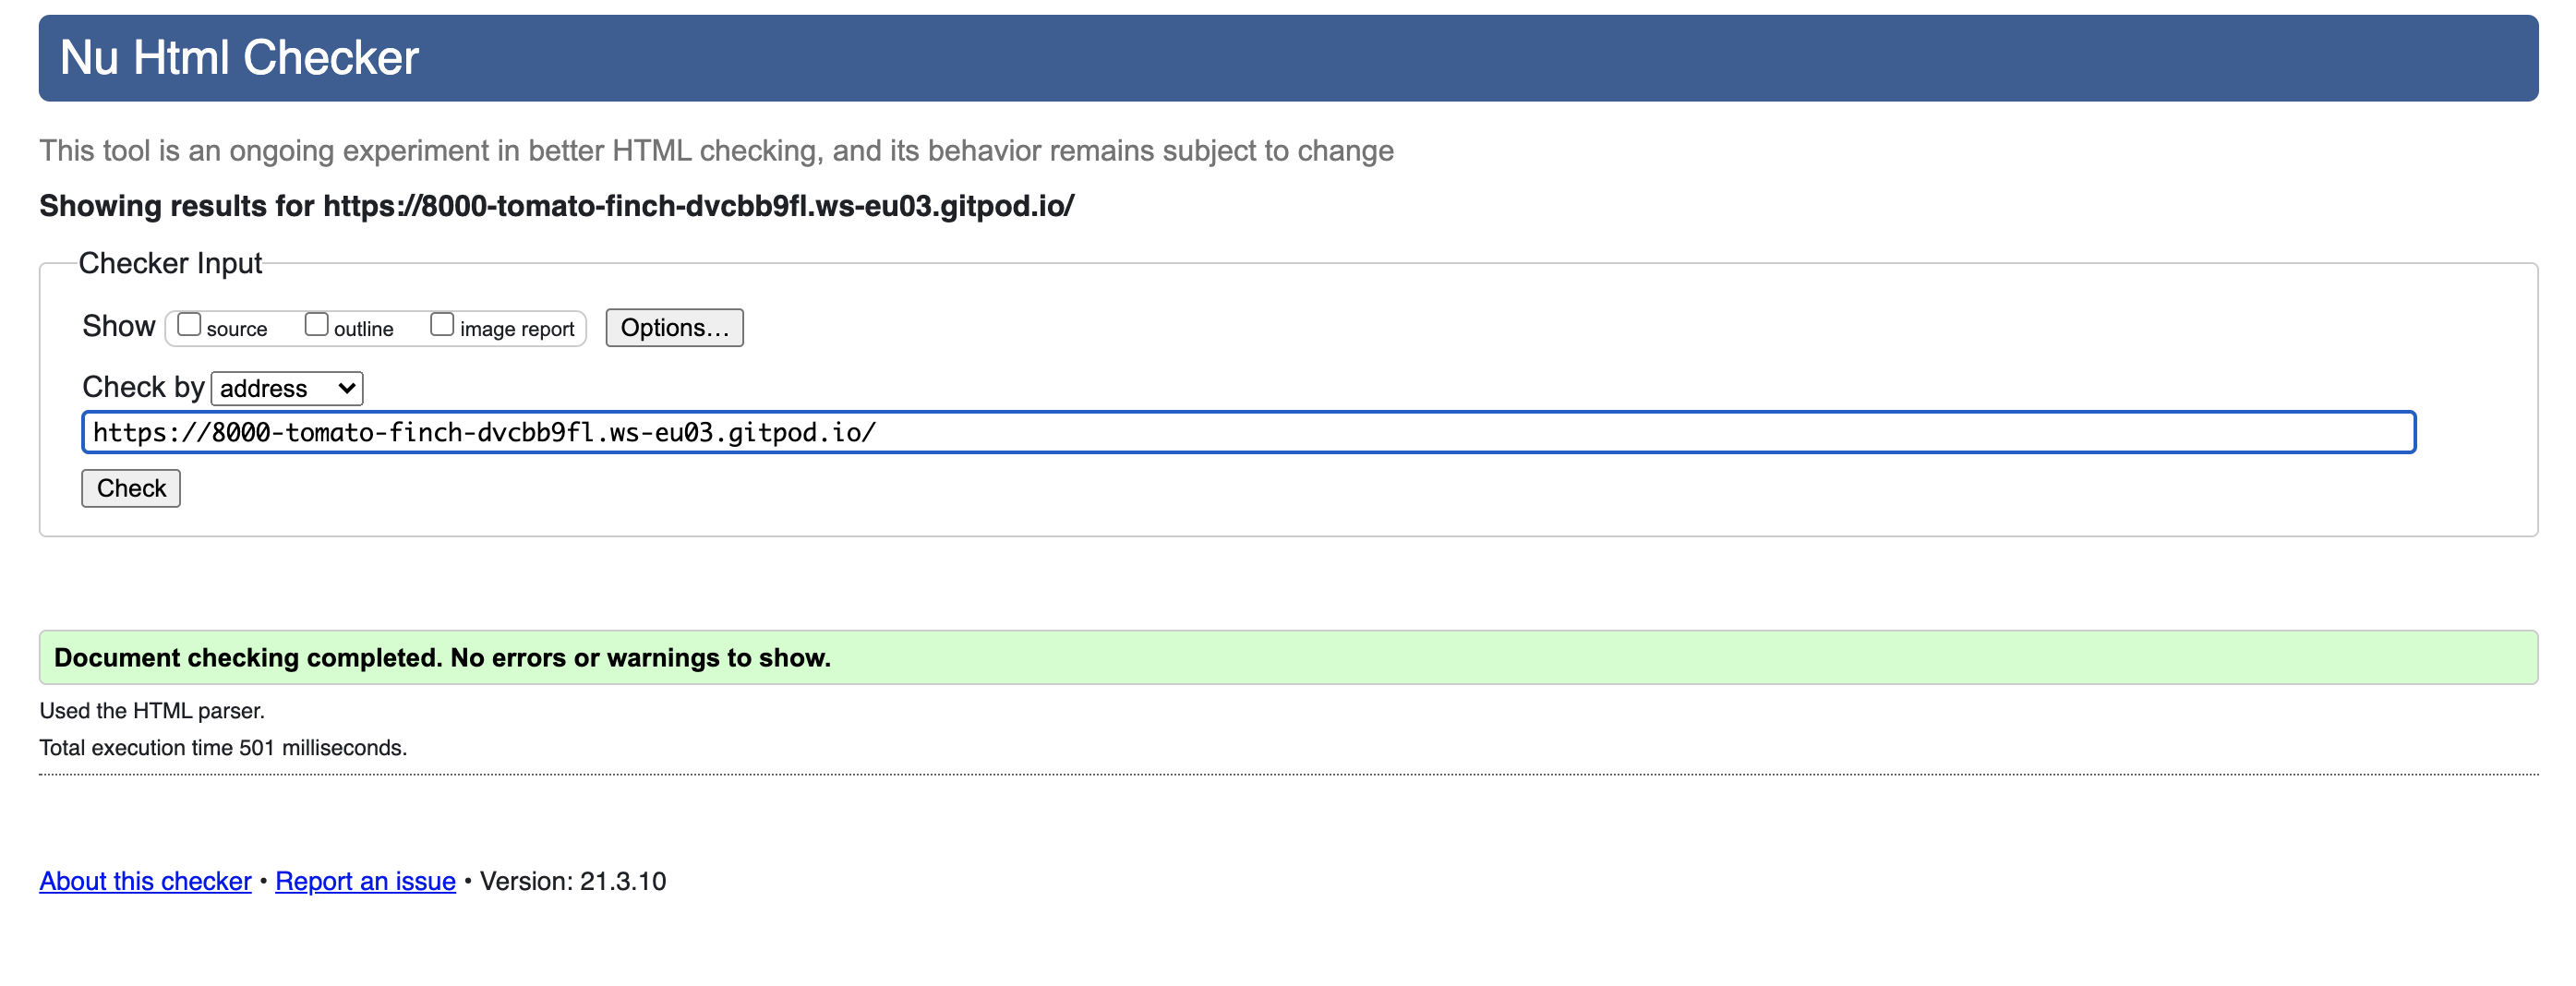 Nu Html Checker
This tool is an ongoing experiment in better HTML checking, and its behavior remains subject to change
Showing results for https://8000-tomato-finch-dvcbb9fl.ws-eu03.gitpod.io/
Checker Input
Show source outline image report Options...
Check by address
https://8000-tomato-finch-dvcbb9fl.ws-eu03.gitpod.io/
Check
Document checking completed. No errors or warnings to show.
Used the HTML parser.
Total execution time 501 milliseconds.
About this checker • Report an issue • Version: 21.3.10